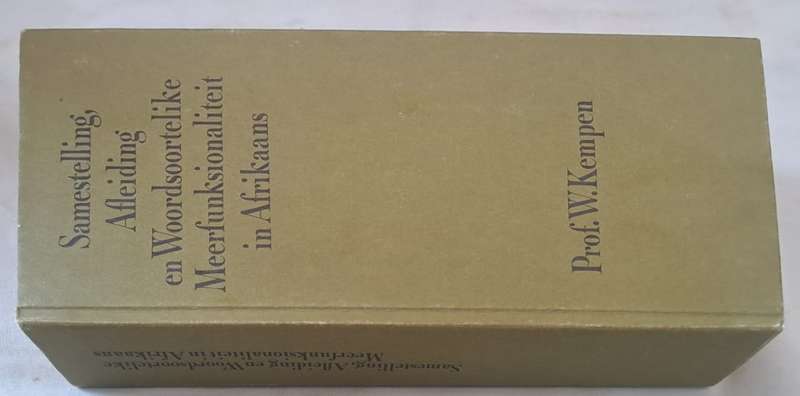 Samestelling,
Afleiding
en Woordsoortelike
Meerfunksionaliteit
in Afrikaans
Prof. W. Kempen
Samestelling, Afleiding en Woordsoortelike
Meerfunksionaliteit in Afrikaans